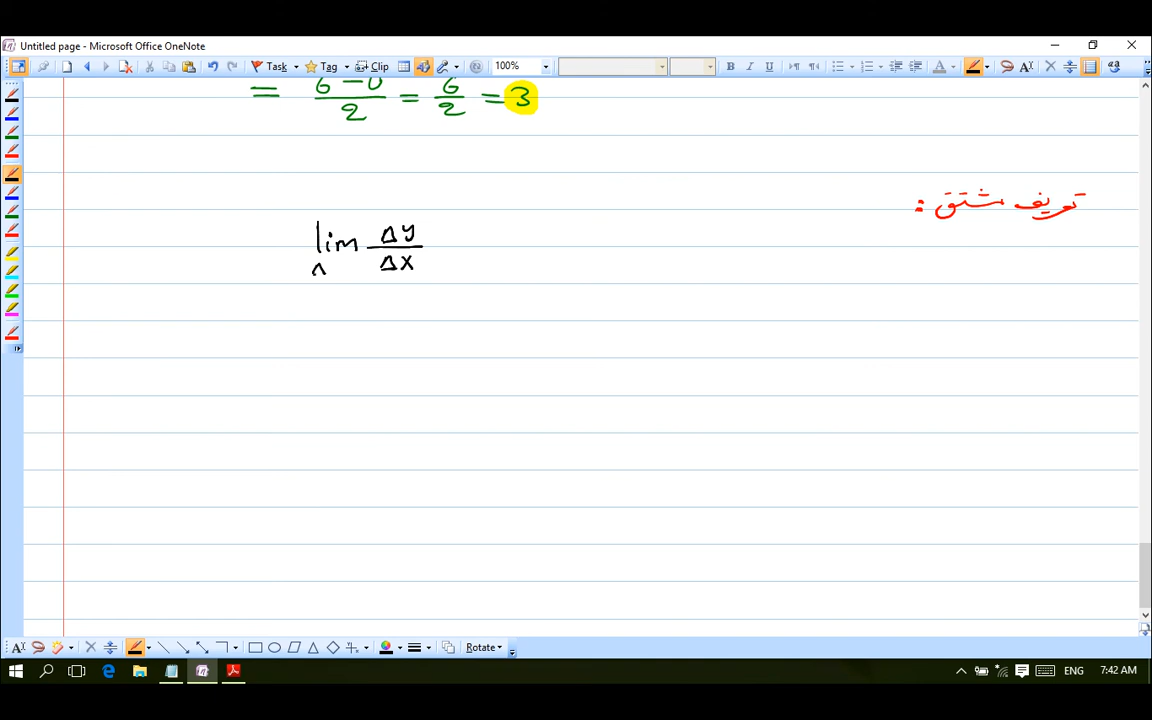 Untitled page - Microsoft Office OneNote
Task Tag Clip 100% B I U A
= 6 - 0 / 2 = 6 / 2 = 3
تعریف مشتق :
lim Δy / Δx
Rotate
ENG 7:42 AM